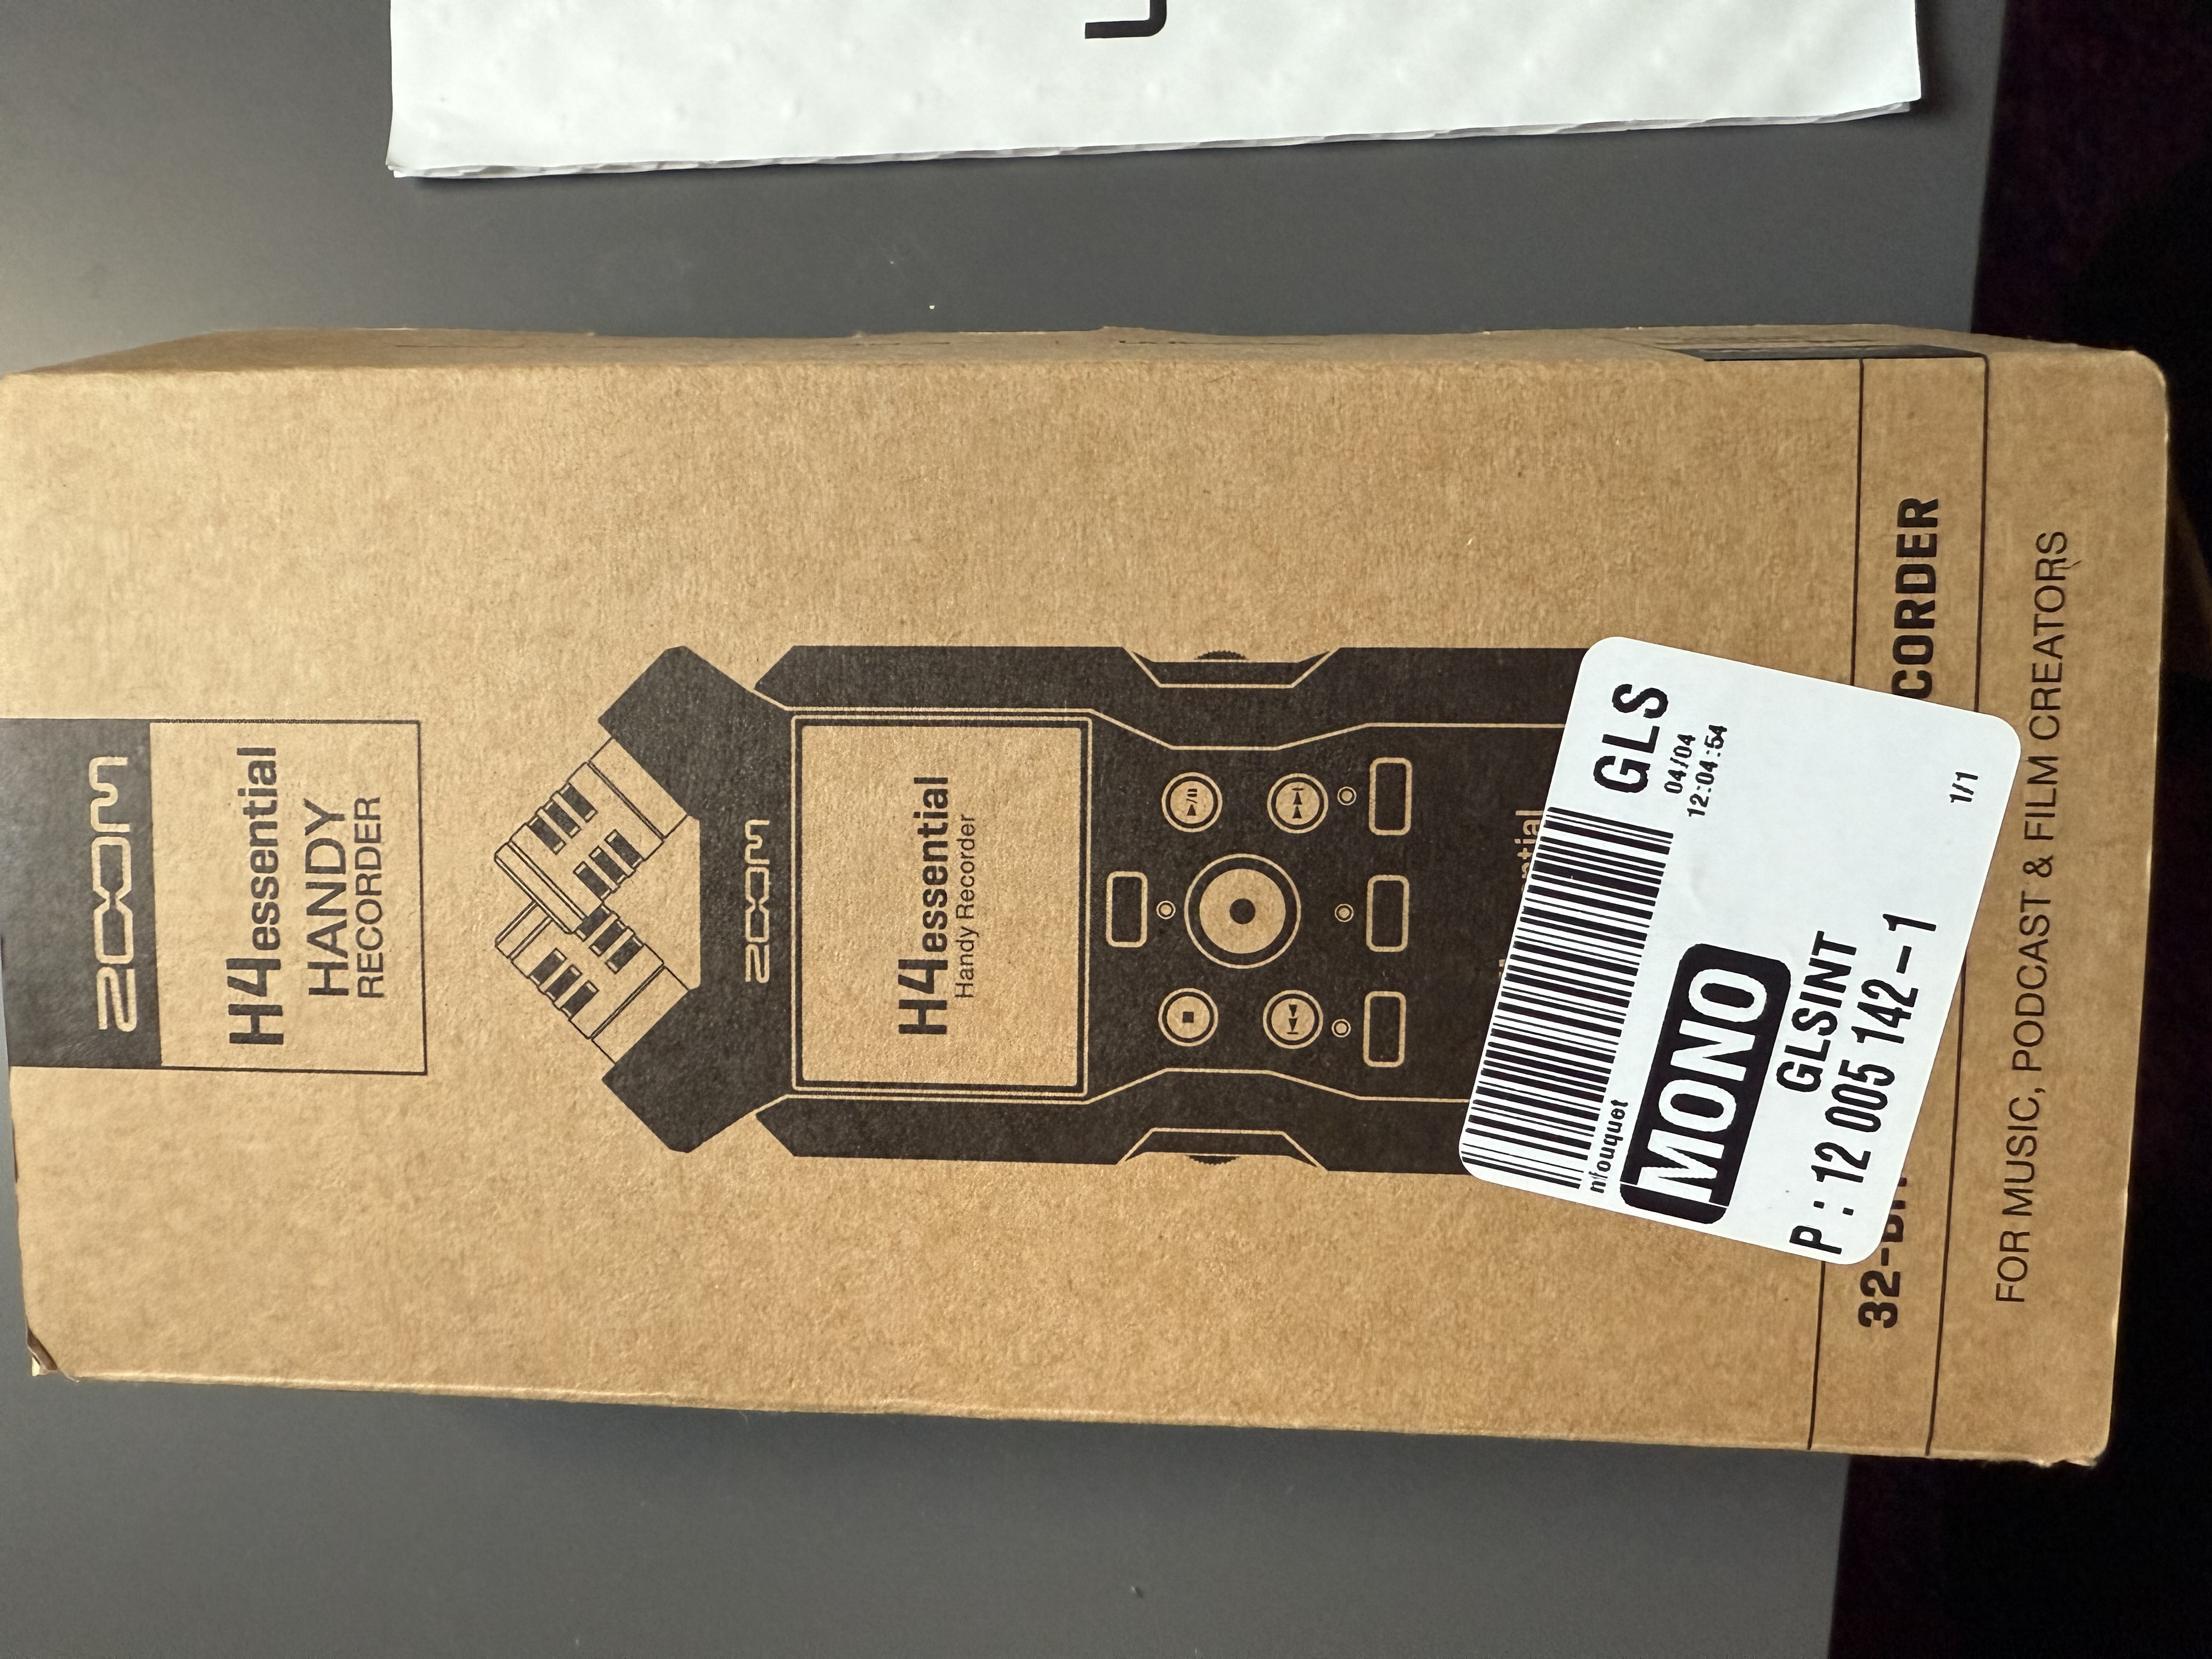 ZOOM
H4essential
HANDY
RECORDER
ZOOM
H4essential
Handy Recorder
GLS
04/04
12:04:54
nfouquet
MONO
GLSINT
P : 12 005 142-1
1/1
32-
CORDER
FOR MUSIC, PODCAST & FILM CREATORS